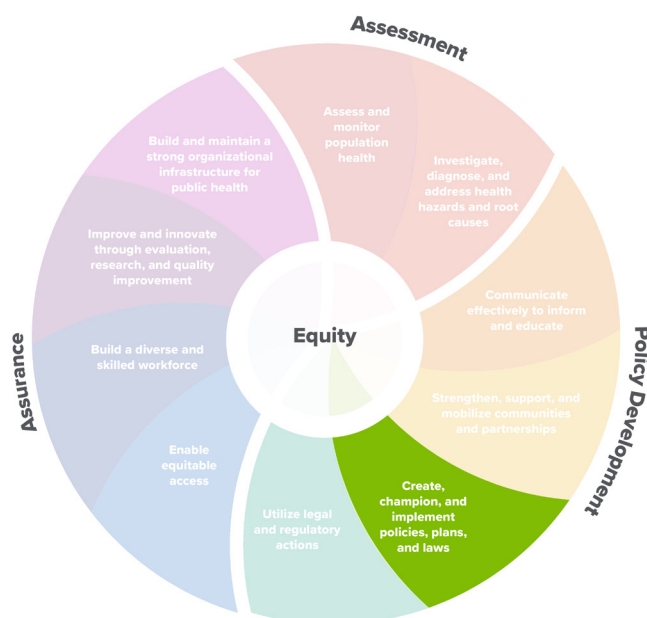 Assessment
Assess and
monitor
population
health
Investigate,
diagnose, and
address health
hazards and root
causes
Policy Development
Communicate
effectively to inform
and educate
Strengthen, support, and
mobilize communities
and partnerships
Create,
champion, and
implement
policies, plans,
and laws
Utilize legal
and regulatory
actions
Assurance
Enable
equitable
access
Build a diverse and
skilled workforce
Improve and innovate
through evaluation,
research, and quality
improvement
Build and maintain a
strong organizational
infrastructure for
public health
Equity